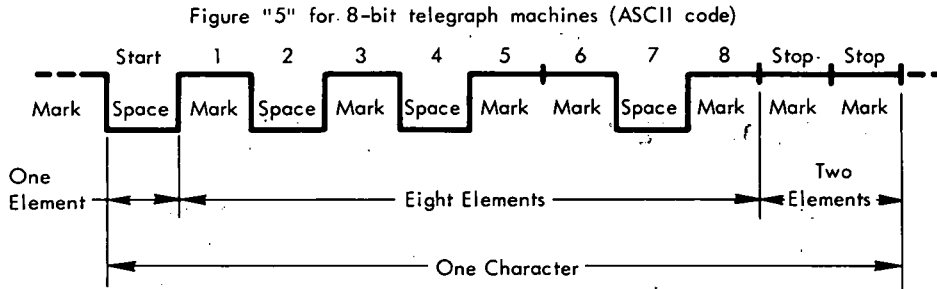 Figure "5" for 8-bit telegraph machines (ASCII code)
Start 1 2 3 4 5 6 7 8 Stop Stop
Mark Space Mark Space Mark Space Mark Mark Space Mark Mark Mark
One Element
Eight Elements
Two Elements
One Character